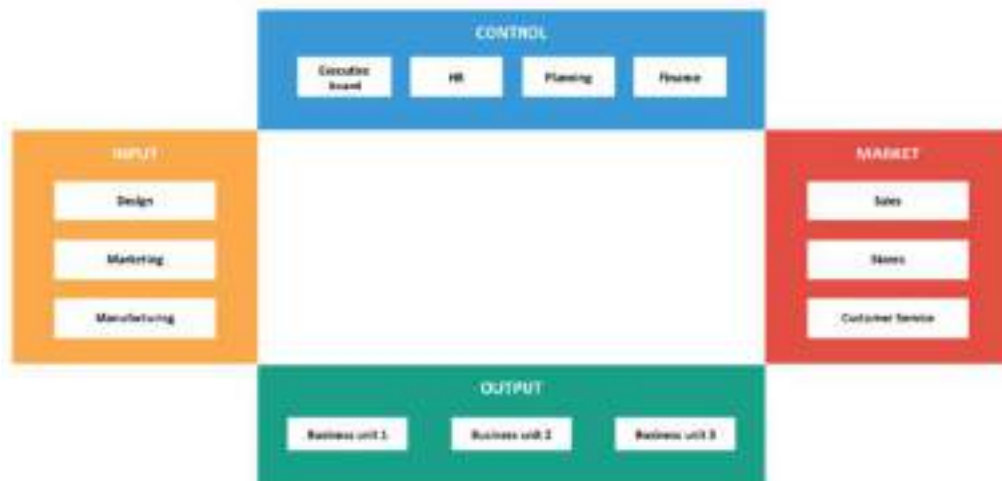 CONTROL
Executive
board
HR
Planning
Finance
INPUT
Design
Marketing
Manufacturing
MARKET
Sales
Stores
Customer Service
OUTPUT
Business unit 1
Business unit 2
Business unit 3